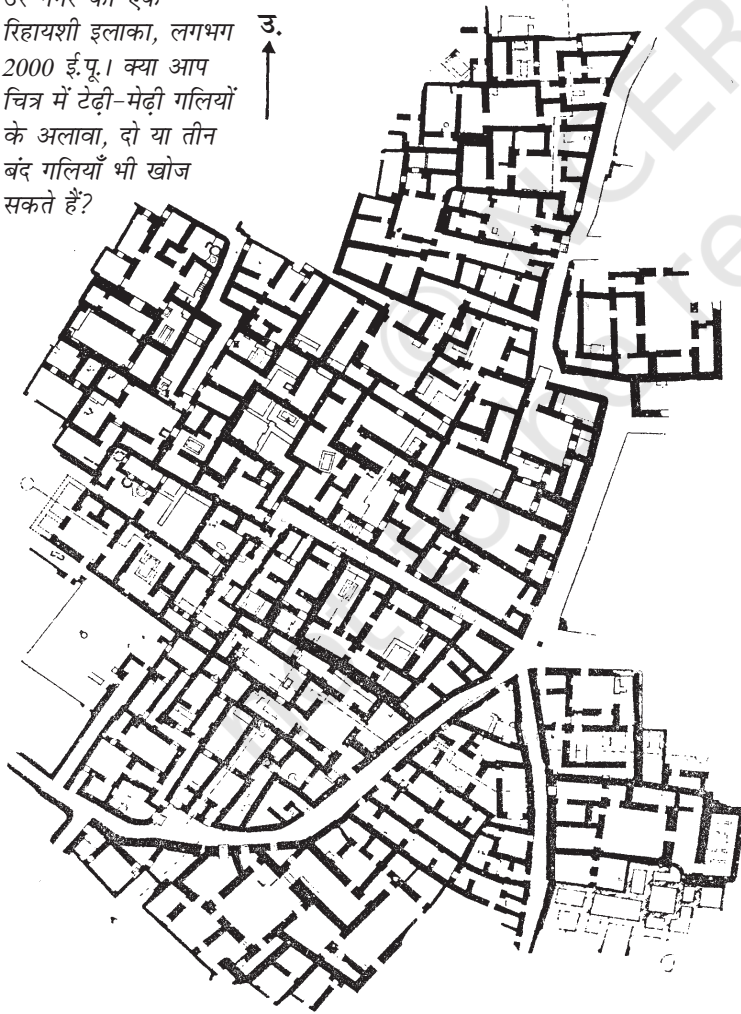 रिहायशी इलाका, लगभग
2000 ई.पू.। क्या आप
चित्र में टेढ़ी-मेढ़ी गलियों
के अलावा, दो या तीन
बंद गलियाँ भी खोज
सकते हैं?
उ.